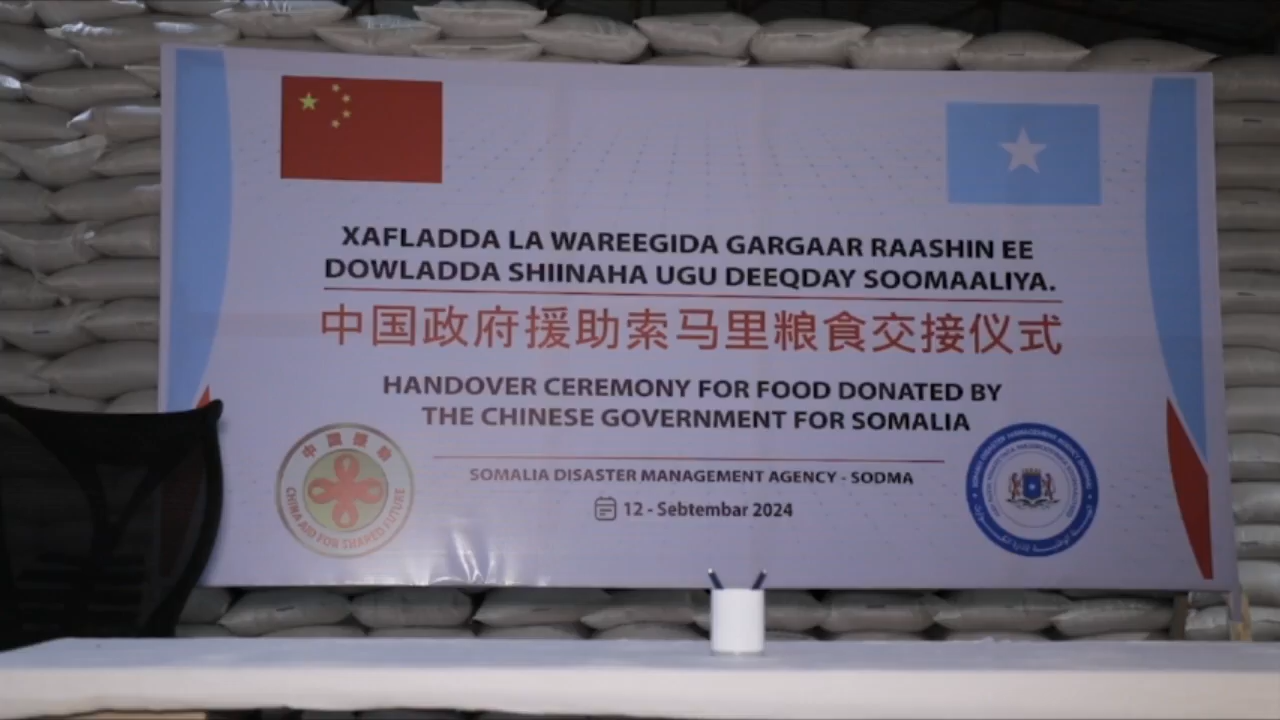 XAFLADDA LA WAREEGIDA GARGAAR RAASHIN EE
DOWLADDA SHIINAHA UGU DEEQDAY SOOMAALIYA.
中国政府援助索马里粮食交接仪式
HANDOVER CEREMONY FOR FOOD DONATED BY
THE CHINESE GOVERNMENT FOR SOMALIA
SOMALIA DISASTER MANAGEMENT AGENCY - SODMA
12 - Sebtembar 2024
中国援助
CHINA AID FOR SHARED FUTURE